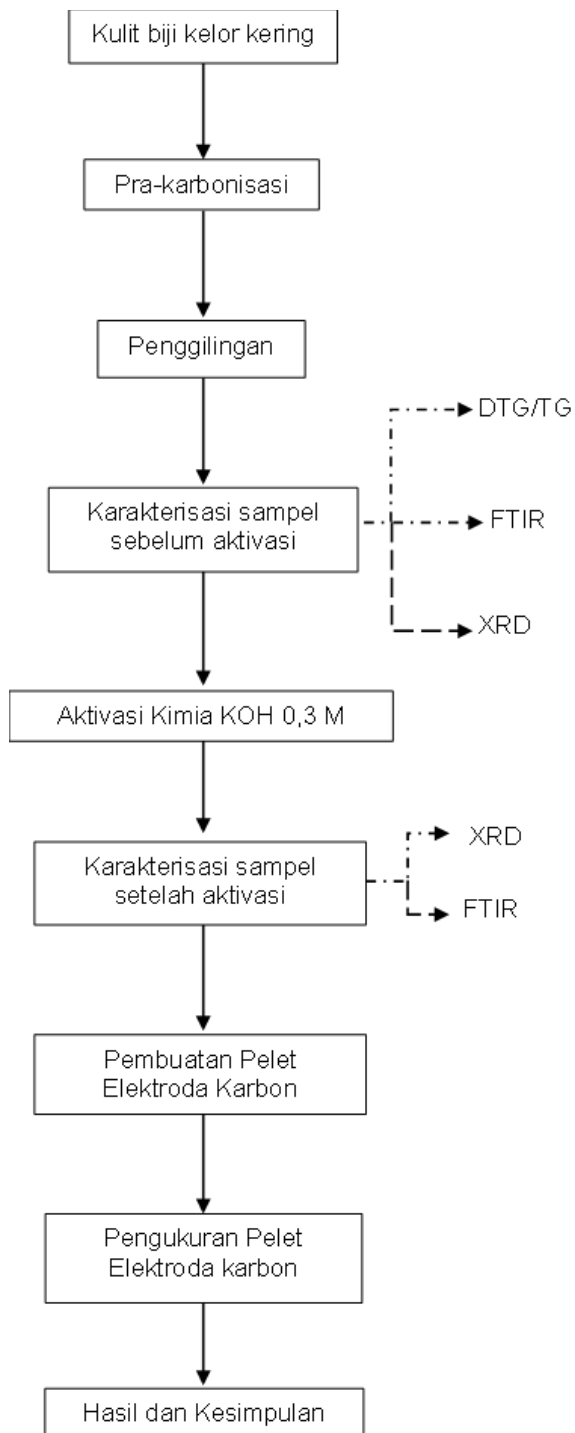 Kulit biji kelor kering
Pra-karbonisasi
Penggilingan
DTG/TG
Karakterisasi sampel
sebelum aktivasi
FTIR
XRD
Aktivasi Kimia KOH 0,3 M
XRD
Karakterisasi sampel
setelah aktivasi
FTIR
Pembuatan Pelet
Elektroda Karbon
Pengukuran Pelet
Elektroda karbon
Hasil dan Kesimpulan